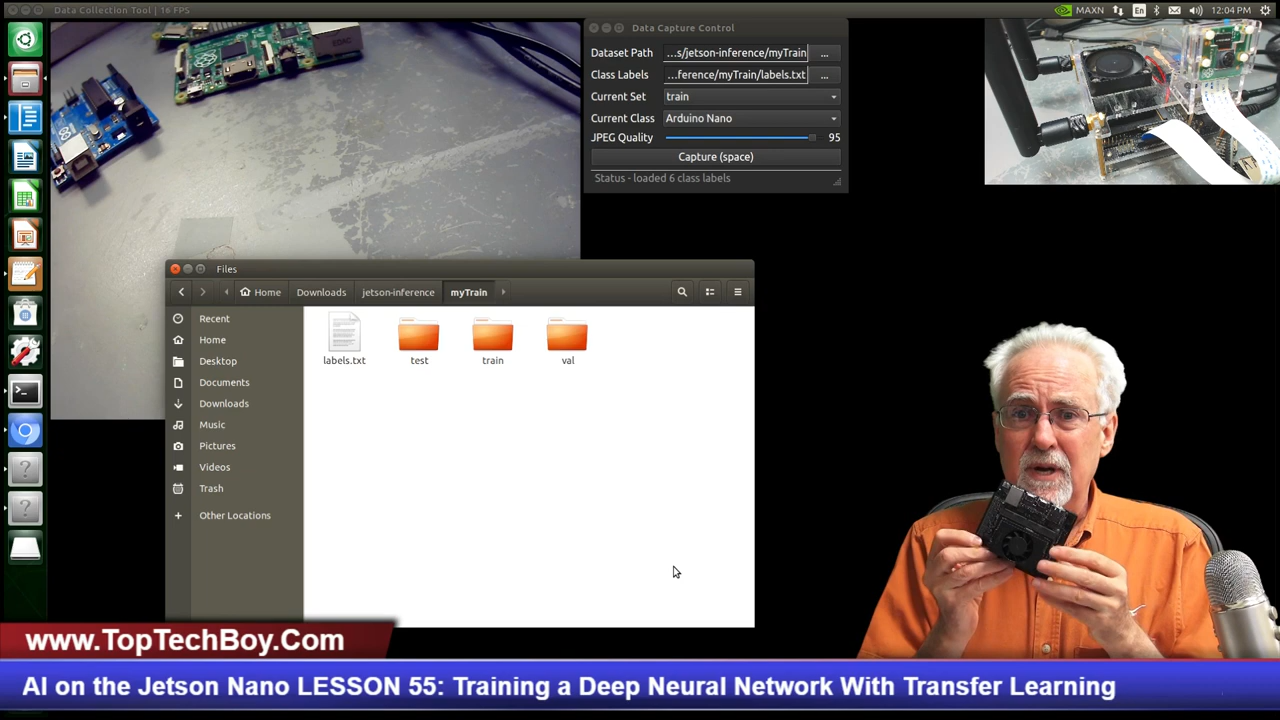 Data Collection Tool | 16 FPS
MAXN
En
12:04 PM
Data Capture Control
Dataset Path
...s/jetson-inference/myTrain
...
Class Labels
...ference/myTrain/labels.txt
...
Current Set
train
Current Class
Arduino Nano
JPEG Quality
95
Capture (space)
Status - loaded 6 class labels
Files
Home
Downloads
jetson-inference
myTrain
Recent
Home
Desktop
Documents
Downloads
Music
Pictures
Videos
Trash
Other Locations
labels.txt
test
train
val
www.TopTechBoy.Com
AI on the Jetson Nano LESSON 55: Training a Deep Neural Network With Transfer Learning